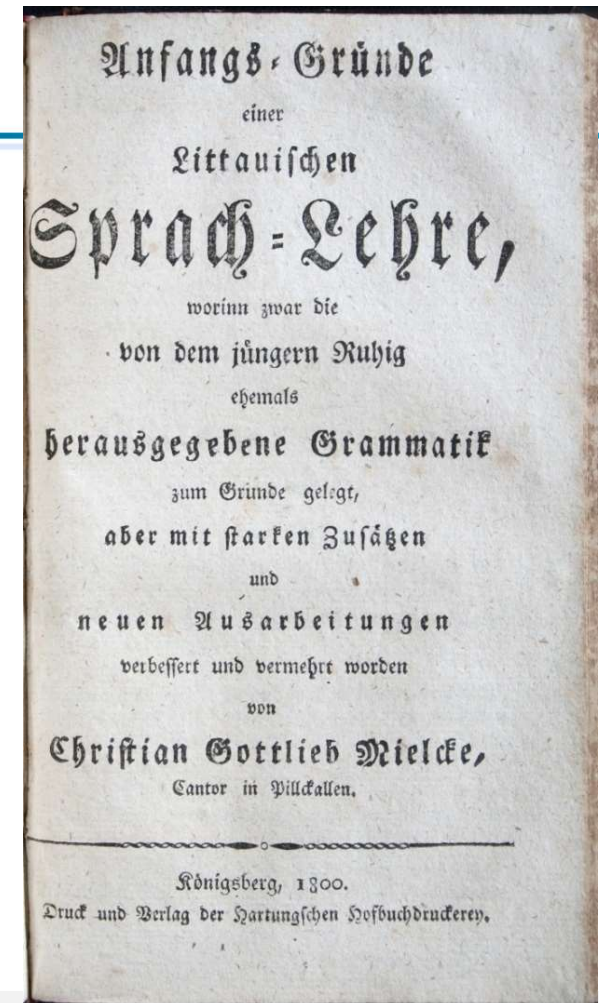 Anfangs-Gründe
einer
Littauischen
Sprach-Lehre,
worinn zwar die
von dem jüngern Ruhig
ehemals
herausgegebene Grammatik
zum Grunde gelegt,
aber mit starken Zusätzen
und
neuen Ausarbeitungen
verbessert und vermehrt worden
von
Christian Gottlieb Mielcke,
Cantor in Pillckallen.
Königsberg, 1800.
Druck und Verlag der Hartungschen Hofbuchdruckerey.